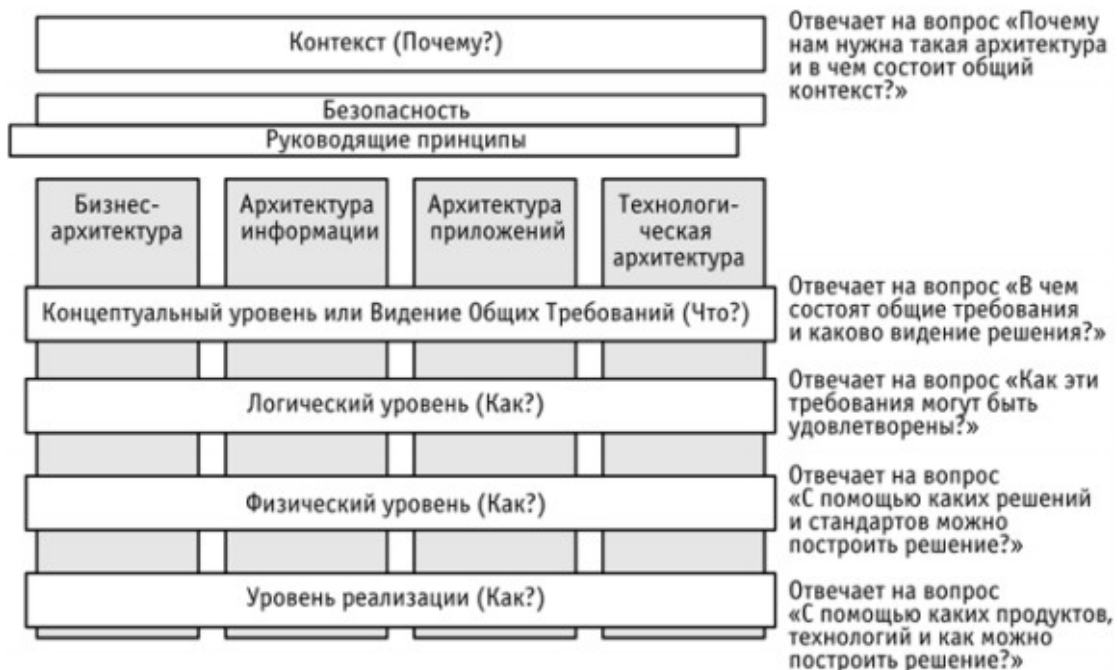 Контекст (Почему?)
Отвечает на вопрос «Почему
нам нужна такая архитектура
и в чем состоит общий
контекст?»
Безопасность
Руководящие принципы
Бизнес-
архитектура
Архитектура
информации
Архитектура
приложений
Технологи-
ческая
архитектура
Концептуальный уровень или Видение Общих Требований (Что?)
Отвечает на вопрос «В чем
состоят общие требования
и каково видение решения?»
Логический уровень (Как?)
Отвечает на вопрос «Как эти
требования могут быть
удовлетворены?»
Физический уровень (Как?)
Отвечает на вопрос
«С помощью каких решений
и стандартов можно
построить решение?»
Уровень реализации (Как?)
Отвечает на вопрос
«С помощью каких продуктов,
технологий и как можно
построить решение?»